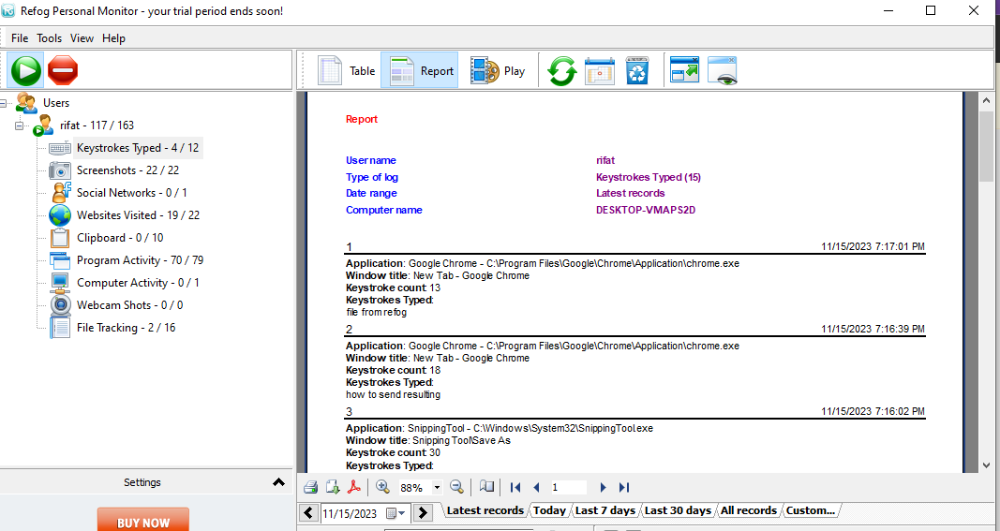 Refog Personal Monitor - your trial period ends soon!
File Tools View Help
Table Report Play
Users
rifat - 117 / 163
Keystrokes Typed - 4 / 12
Screenshots - 22 / 22
Social Networks - 0 / 1
Websites Visited - 19 / 22
Clipboard - 0 / 10
Program Activity - 70 / 79
Computer Activity - 0 / 1
Webcam Shots - 0 / 0
File Tracking - 2 / 16
Settings
BUY NOW
Report
User name rifat
Type of log Keystrokes Typed (15)
Date range Latest records
Computer name DESKTOP-VMAPS2D
1 11/15/2023 7:17:01 PM
Application: Google Chrome - C:\Program Files\Google\Chrome\Application\chrome.exe
Window title: New Tab - Google Chrome
Keystroke count: 13
Keystrokes Typed:
file from refog
2 11/15/2023 7:16:39 PM
Application: Google Chrome - C:\Program Files\Google\Chrome\Application\chrome.exe
Window title: New Tab - Google Chrome
Keystroke count: 18
Keystrokes Typed:
how to send resulting
3 11/15/2023 7:16:02 PM
Application: SnippingTool - C:\Windows\System32\SnippingTool.exe
Window title: Snipping Tool\Save As
Keystroke count: 30
Keystrokes Typed:
88% 1
11/15/2023 Latest records Today Last 7 days Last 30 days All records Custom...